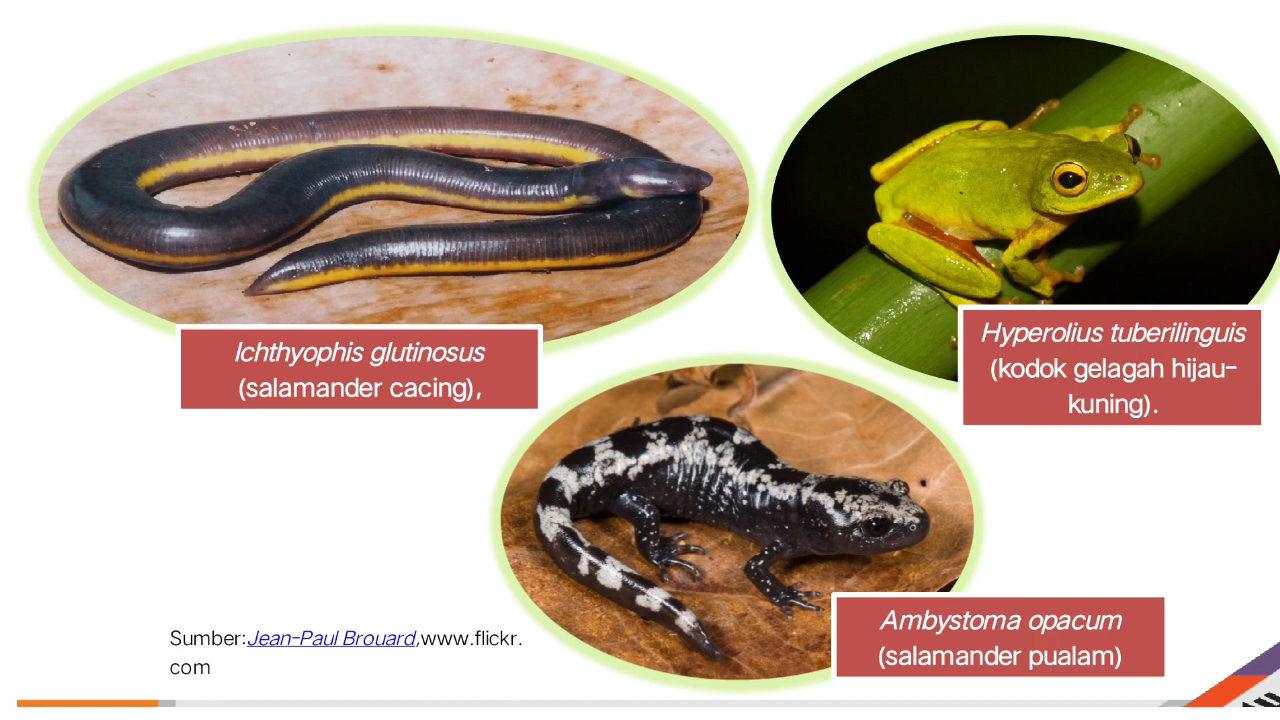 Ichthyophis glutinosus
(salamander cacing),
Hyperolius tuberilinguis
(kodok gelagah hijau-
kuning).
Ambystoma opacum
(salamander pualam)
Sumber:Jean-Paul Brouard,www.flickr.
com